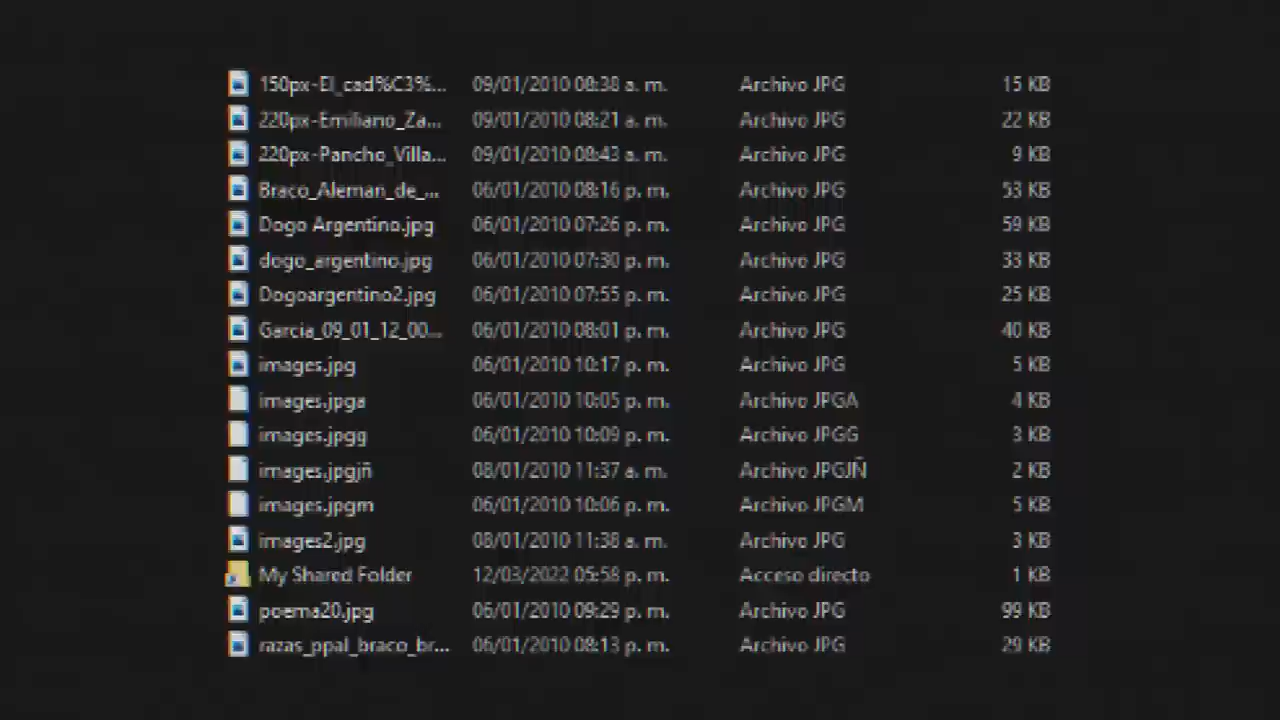 150px-El_cad%C3%... 09/01/2010 08:38 a. m. Archivo JPG 15 KB
220px-Emiliano_Za... 09/01/2010 08:21 a. m. Archivo JPG 22 KB
220px-Pancho_Villa... 09/01/2010 08:43 a. m. Archivo JPG 9 KB
Braco_Aleman_de_... 06/01/2010 08:16 p. m. Archivo JPG 53 KB
Dogo Argentino.jpg 06/01/2010 07:26 p. m. Archivo JPG 59 KB
dogo_argentino.jpg 06/01/2010 07:30 p. m. Archivo JPG 33 KB
Dogoargentino2.jpg 06/01/2010 07:55 p. m. Archivo JPG 25 KB
Garcia_09_01_12_00... 06/01/2010 08:01 p. m. Archivo JPG 40 KB
images.jpg 06/01/2010 10:17 p. m. Archivo JPG 5 KB
images.jpga 06/01/2010 10:05 p. m. Archivo JPGA 4 KB
images.jpgg 06/01/2010 10:09 p. m. Archivo JPGG 3 KB
images.jpgjñ 08/01/2010 11:37 a. m. Archivo JPGJÑ 2 KB
images.jpgm 06/01/2010 10:06 p. m. Archivo JPGM 5 KB
images2.jpg 08/01/2010 11:38 a. m. Archivo JPG 3 KB
My Shared Folder 12/03/2022 05:58 p. m. Acceso directo 1 KB
poema20.jpg 06/01/2010 09:29 p. m. Archivo JPG 99 KB
razas_ppal_braco_br... 06/01/2010 08:13 p. m. Archivo JPG 29 KB